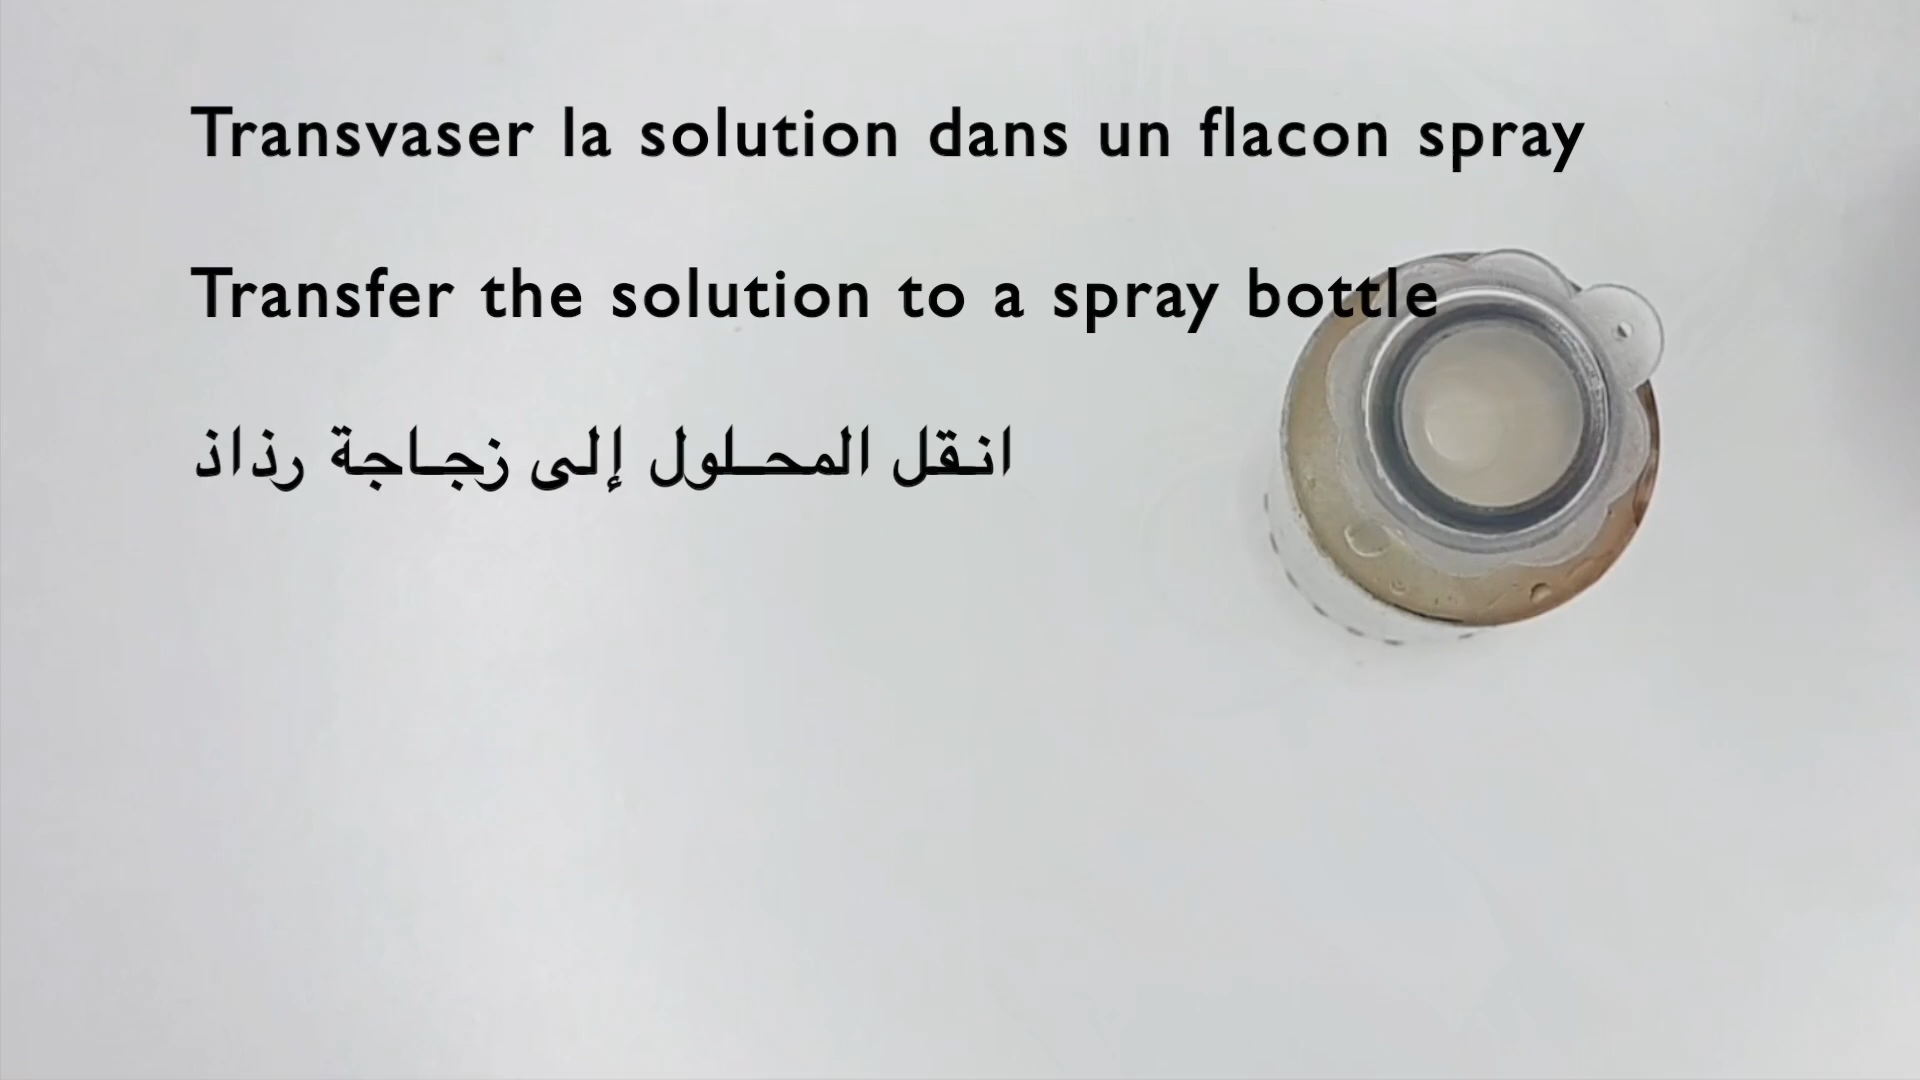 Transvaser la solution dans un flacon spray
Transfer the solution to a spray bottle
انقل المحلول إلى زجاجة رذاذ